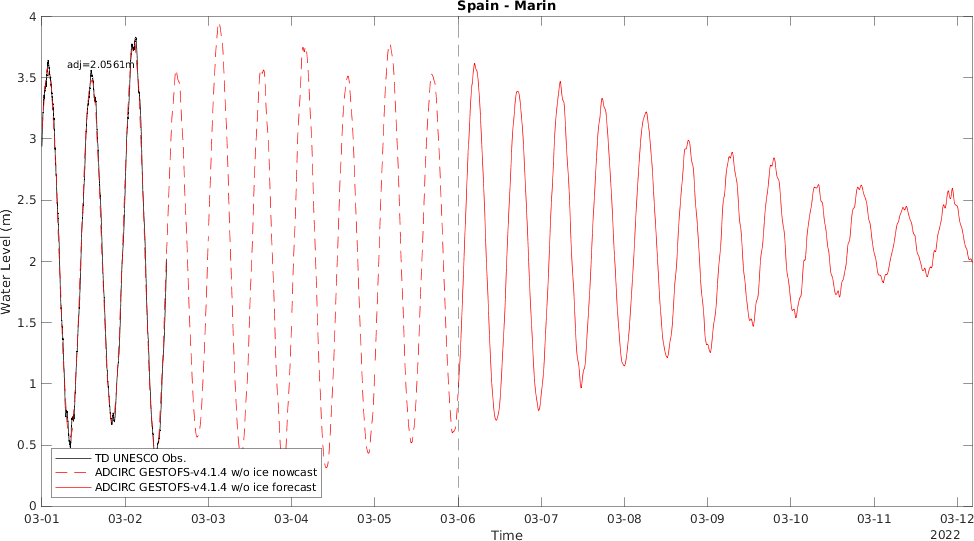 Spain - Marin
adj=2.0561m
Water Level (m)
4
3.5
3
2.5
2
1.5
1
0.5
0
TD UNESCO Obs.
ADCIRC GESTOFS-v4.1.4 w/o ice nowcast
ADCIRC GESTOFS-v4.1.4 w/o ice forecast
03-01 03-02 03-03 03-04 03-05 03-06 03-07 03-08 03-09 03-10 03-11 03-12
2022
Time